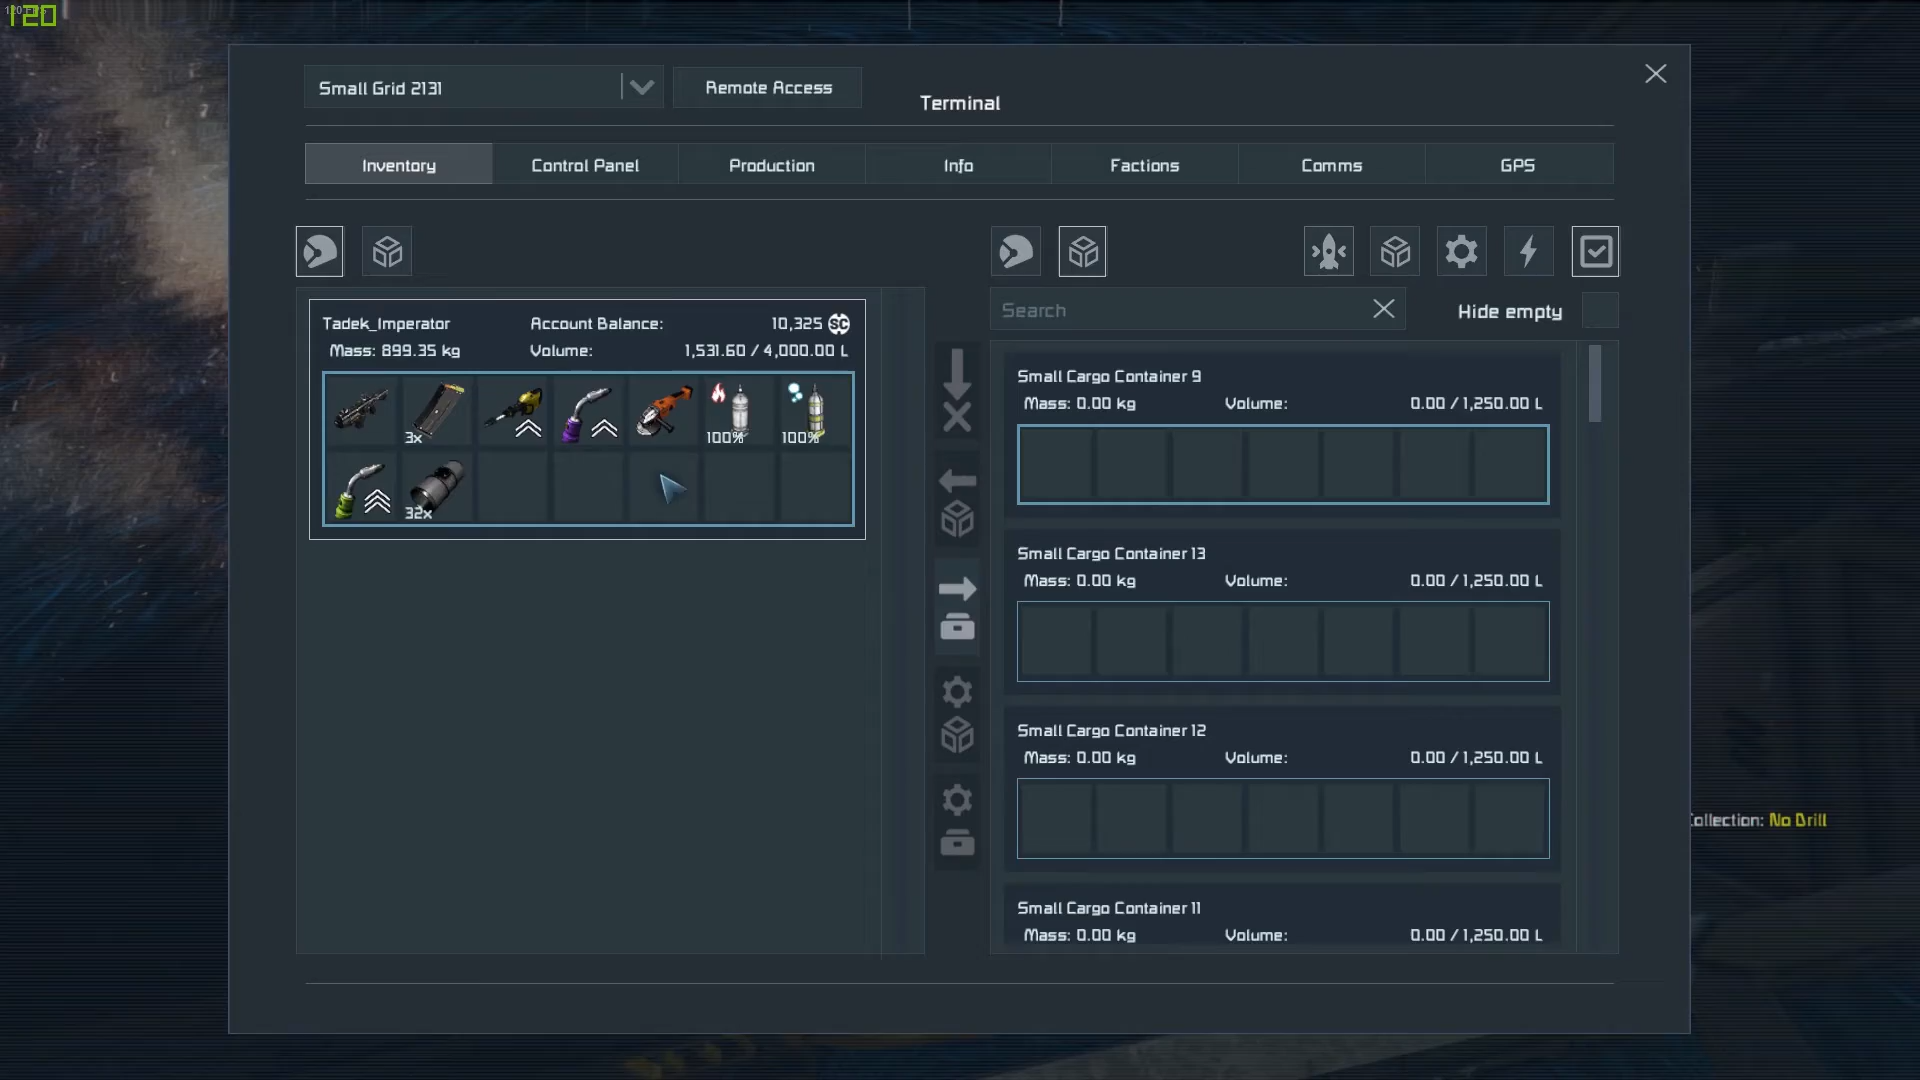 120
Small Grid 2131
Remote Access
Terminal
Inventory
Control Panel
Production
Info
Factions
Comms
GPS
Search
Hide empty
Tadek_Imperator
Account Balance: 10,325 SC
Mass: 899.35 kg
Volume: 1,531.60 / 4,000.00 L
3x
100%
100%
32x
Small Cargo Container 9
Mass: 0.00 kg
Volume: 0.00 / 1,250.00 L
Small Cargo Container 13
Mass: 0.00 kg
Volume: 0.00 / 1,250.00 L
Small Cargo Container 12
Mass: 0.00 kg
Volume: 0.00 / 1,250.00 L
Small Cargo Container 11
Mass: 0.00 kg
Volume: 0.00 / 1,250.00 L
Collection: No Drill